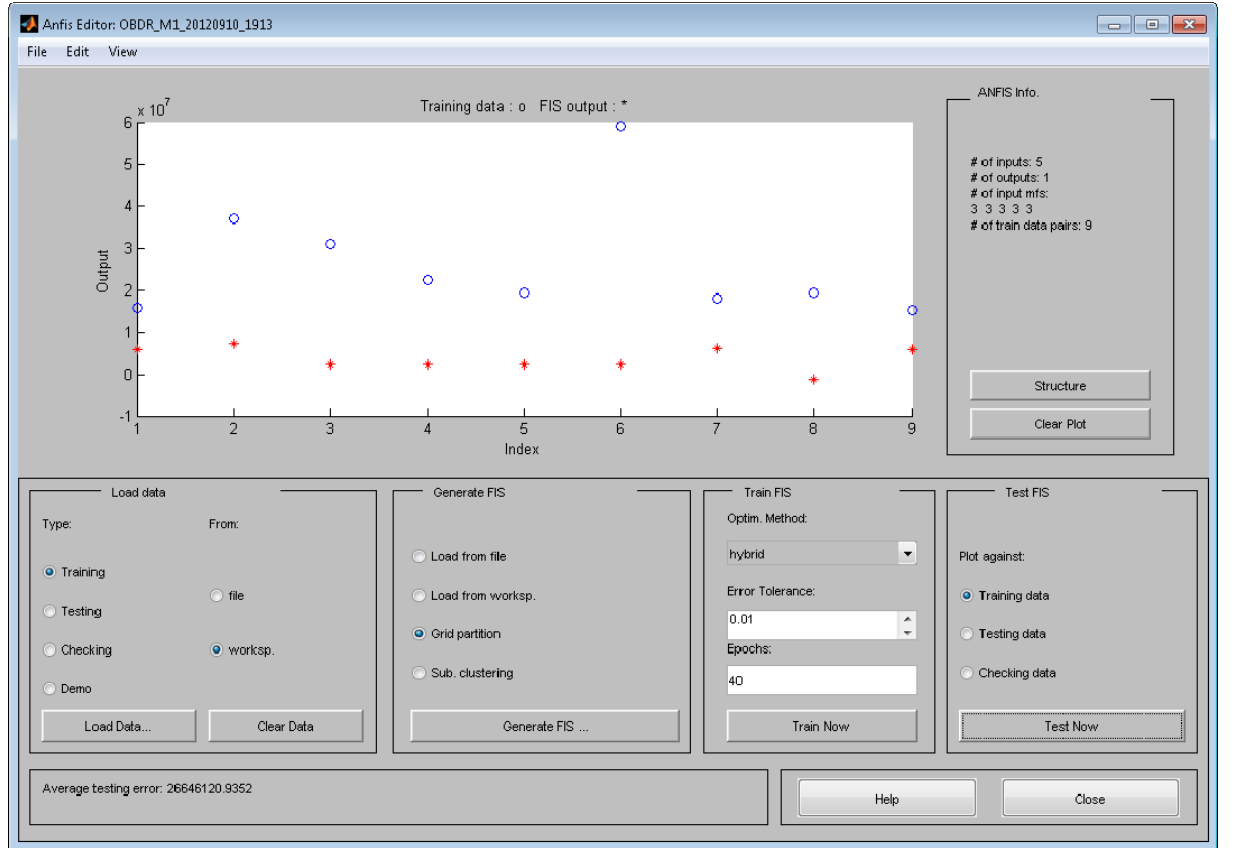 Anfis Editor: OBDR_M1_20120910_1913
File Edit View
x 10^7
Training data : o FIS output : *
6
5
4
3
2
1
0
-1
Output
1 2 3 4 5 6 7 8 9
Index
ANFIS Info.
# of inputs: 5
# of outputs: 1
# of input mfs:
3 3 3 3 3
# of train data pairs: 9
Structure
Clear Plot
Load data
Type:
From:
Training
Testing
Checking
Demo
file
worksp.
Load Data...
Clear Data
Generate FIS
Load from file
Load from worksp.
Grid partition
Sub. clustering
Generate FIS ...
Train FIS
Optim. Method:
hybrid
Error Tolerance:
0.01
Epochs:
40
Train Now
Test FIS
Plot against:
Training data
Testing data
Checking data
Test Now
Average testing error: 26646120.9352
Help
Close